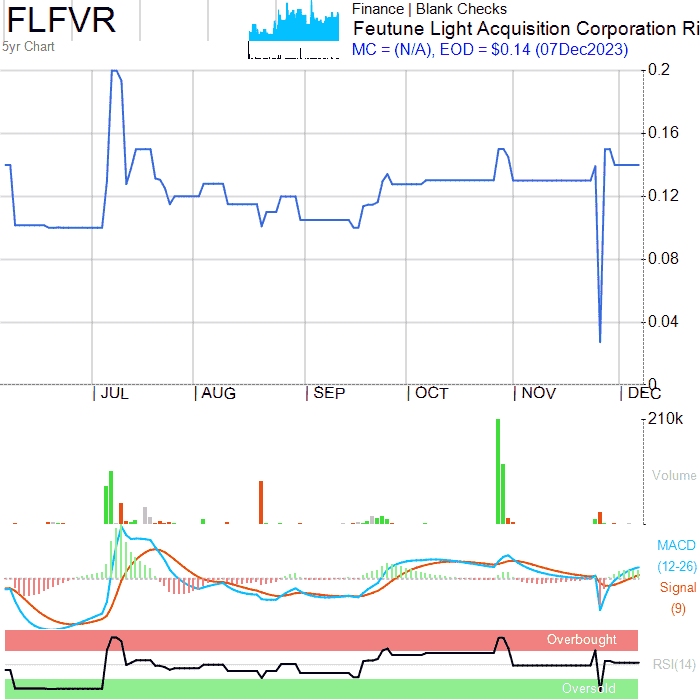 FLFVR
5yr Chart
Finance | Blank Checks
Feutune Light Acquisition Corporation Ri
MC = (N/A), EOD = $0.14 (07Dec2023)
0.2
0.16
0.12
0.08
0.04
0
JUL AUG SEP OCT NOV DEC
210k
Volume
MACD
(12-26)
Signal
(9)
Overbought
RSI(14)
Oversold